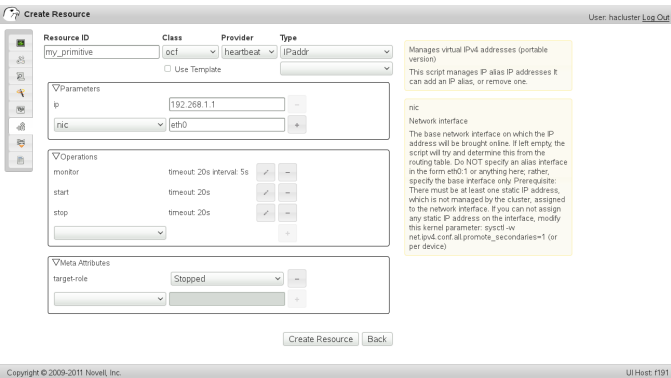 Create Resource
User: hacluster Log Out
Resource ID Class Provider Type
my_primitive ocf heartbeat IPaddr
Use Template
Parameters
ip 192.168.1.1 −
nic eth0 +
Operations
monitor timeout: 20s interval: 5s −
start timeout: 20s −
stop timeout: 20s −
+
Meta Attributes
target-role Stopped −
+
Create Resource Back
Manages virtual IPv4 addresses (portable
version)
This script manages IP alias IP addresses It
can add an IP alias, or remove one.
nic
Network interface
The base network interface on which the IP
address will be brought online. If left empty, the
script will try and determine this from the
routing table. Do NOT specify an alias interface
in the form eth0:1 or anything here; rather,
specify the base interface only. Prerequisite:
There must be at least one static IP address,
which is not managed by the cluster, assigned
to the network interface. If you can not assign
any static IP address on the interface, modify
this kernel parameter: sysctl -w
net.ipv4.conf.all.promote_secondaries=1 (or
per device)
Copyright © 2009-2011 Novell, Inc.
UI Host: f191